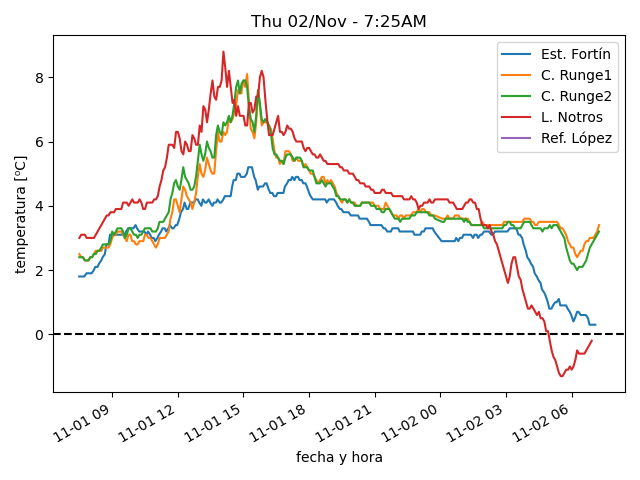 Thu 02/Nov - 7:25AM
Est. Fortín
C. Runge1
C. Runge2
L. Notros
Ref. López
temperatura [ºC]
8
6
4
2
0
11-01 09
11-01 12
11-01 15
11-01 18
11-01 21
11-02 00
11-02 03
11-02 06
fecha y hora